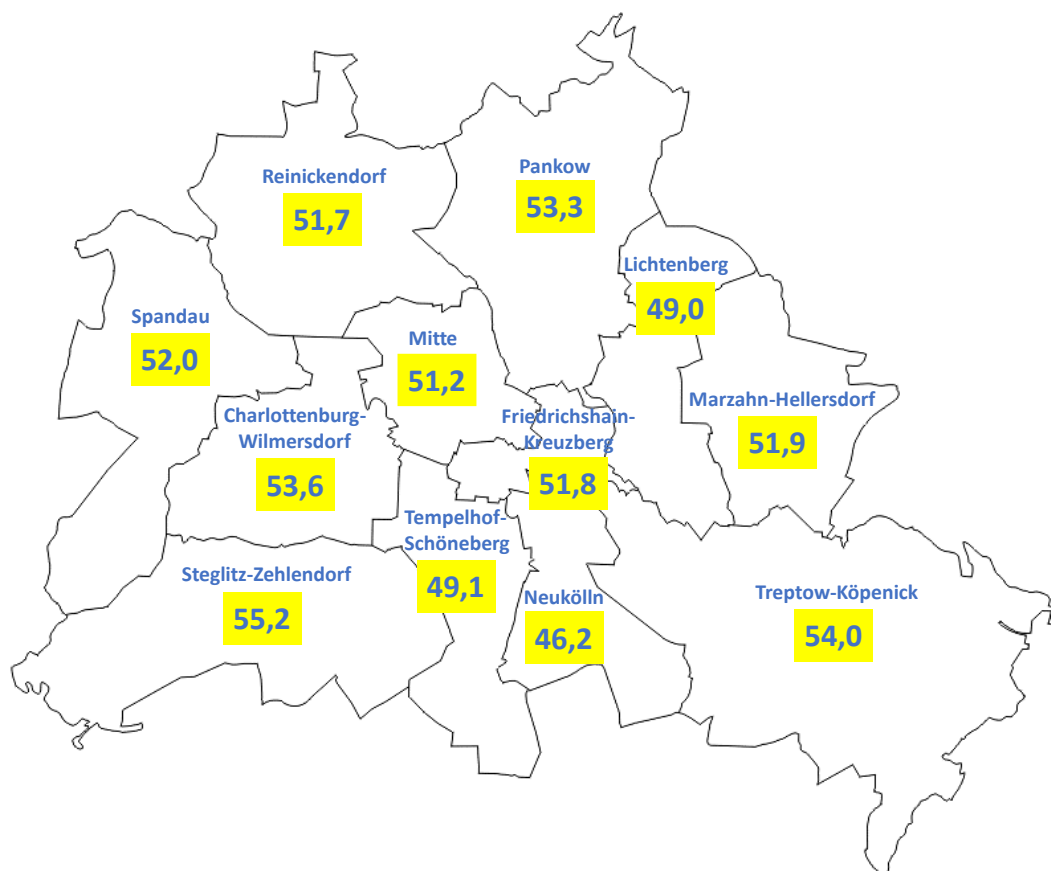 Pankow
53,3
Reinickendorf
51,7
Lichtenberg
49,0
Spandau
52,0
Mitte
51,2
Marzahn-Hellersdorf
51,9
Charlottenburg-
Wilmersdorf
53,6
Friedrichshain-
Kreuzberg
51,8
Tempelhof-
Schöneberg
49,1
Steglitz-Zehlendorf
55,2
Neukölln
46,2
Treptow-Köpenick
54,0